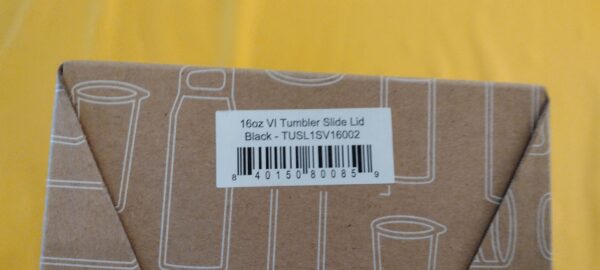 16oz VI Tumbler Slide Lid
Black - TUSL1SV16002
8 40150 80085 9